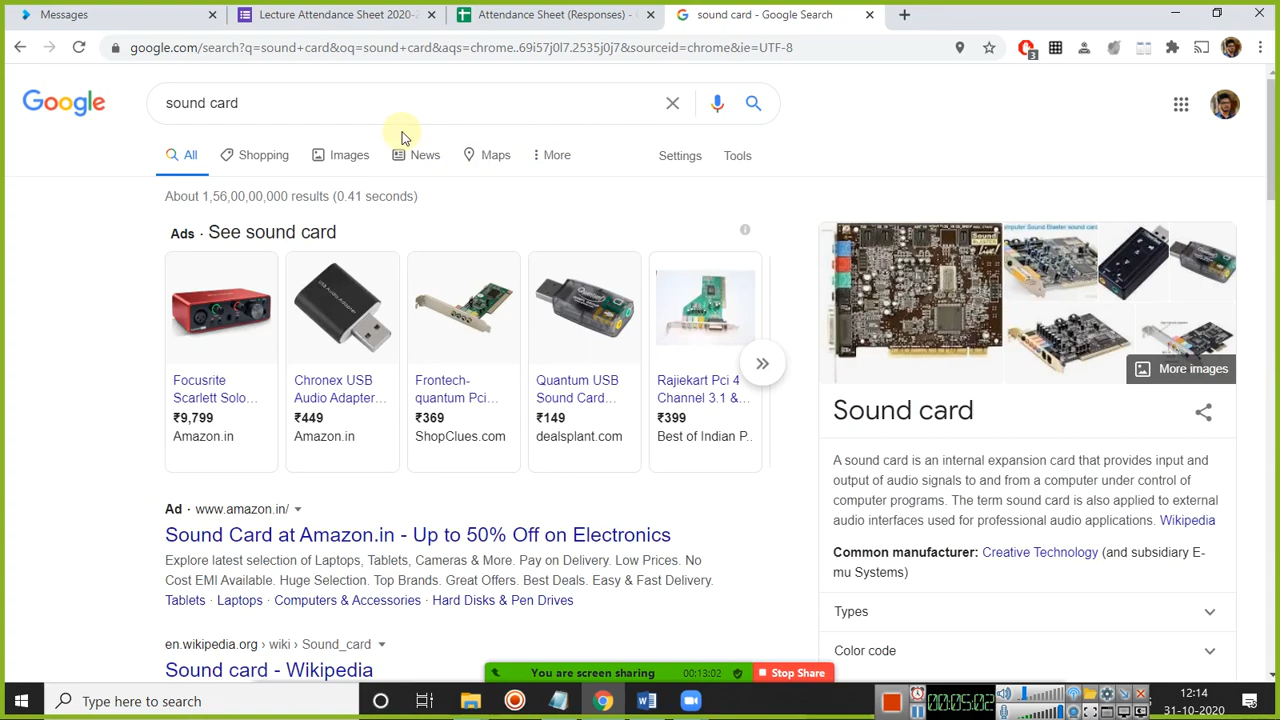 Messages
Lecture Attendance Sheet 2020-2
Attendance Sheet (Responses) - G
sound card - Google Search
google.com/search?q=sound+card&oq=sound+card&aqs=chrome..69i57j0l7.2535j0j7&sourceid=chrome&ie=UTF-8
3
Google
sound card
All
Shopping
Images
News
Maps
More
Settings
Tools
About 1,56,00,00,000 results (0.41 seconds)
Ads · See sound card
Focusrite
Scarlett Solo...
₹9,799
Amazon.in
Chronex USB
Audio Adapter...
₹449
Amazon.in
Frontech-
quantum Pci...
₹369
ShopClues.com
Quantum USB
Sound Card...
₹149
dealsplant.com
Rajiekart Pci 4
Channel 3.1 &...
₹399
Best of Indian P..
Ad · www.amazon.in/
Sound Card at Amazon.in - Up to 50% Off on Electronics
Explore latest selection of Laptops, Tablets, Cameras & More. Pay on Delivery. Low Prices. No
Cost EMI Available. Huge Selection. Top Brands. Great Offers. Best Deals. Easy & Fast Delivery.
Tablets · Laptops · Computers & Accessories · Hard Disks & Pen Drives
en.wikipedia.org › wiki › Sound_card
Sound card - Wikipedia
More images
Sound card
A sound card is an internal expansion card that provides input and
output of audio signals to and from a computer under control of
computer programs. The term sound card is also applied to external
audio interfaces used for professional audio applications. Wikipedia
Common manufacturer: Creative Technology (and subsidiary E-
mu Systems)
Types
Color code
You are screen sharing
00:13:02
Stop Share
Type here to search
00:05:02
12:14
31-10-2020